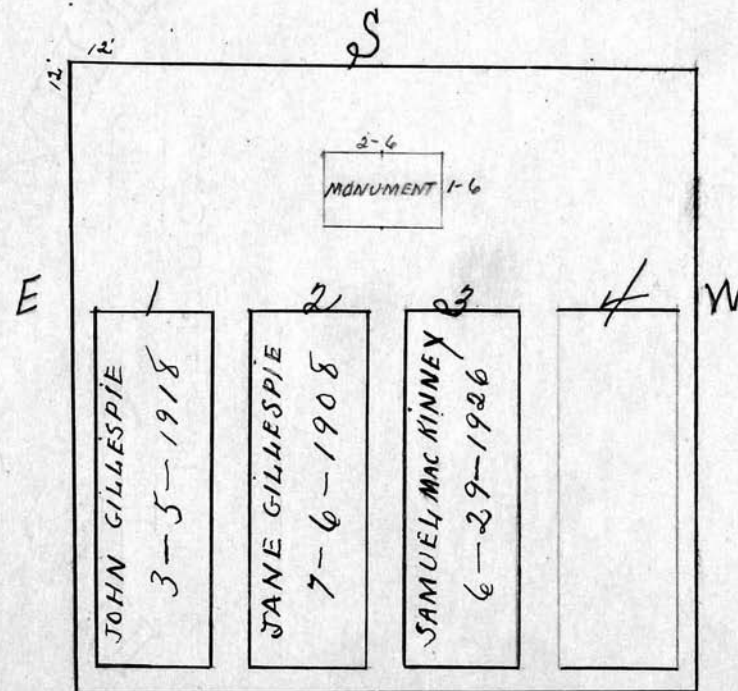 S
12'
12'
2-6
MONUMENT 1-6
E
W
1
2
3
4
JOHN GILLESPIE
3-5-1918
JANE GILLESPIE
7-6-1908
SAMUEL MAC KINNEY
6-29-1926